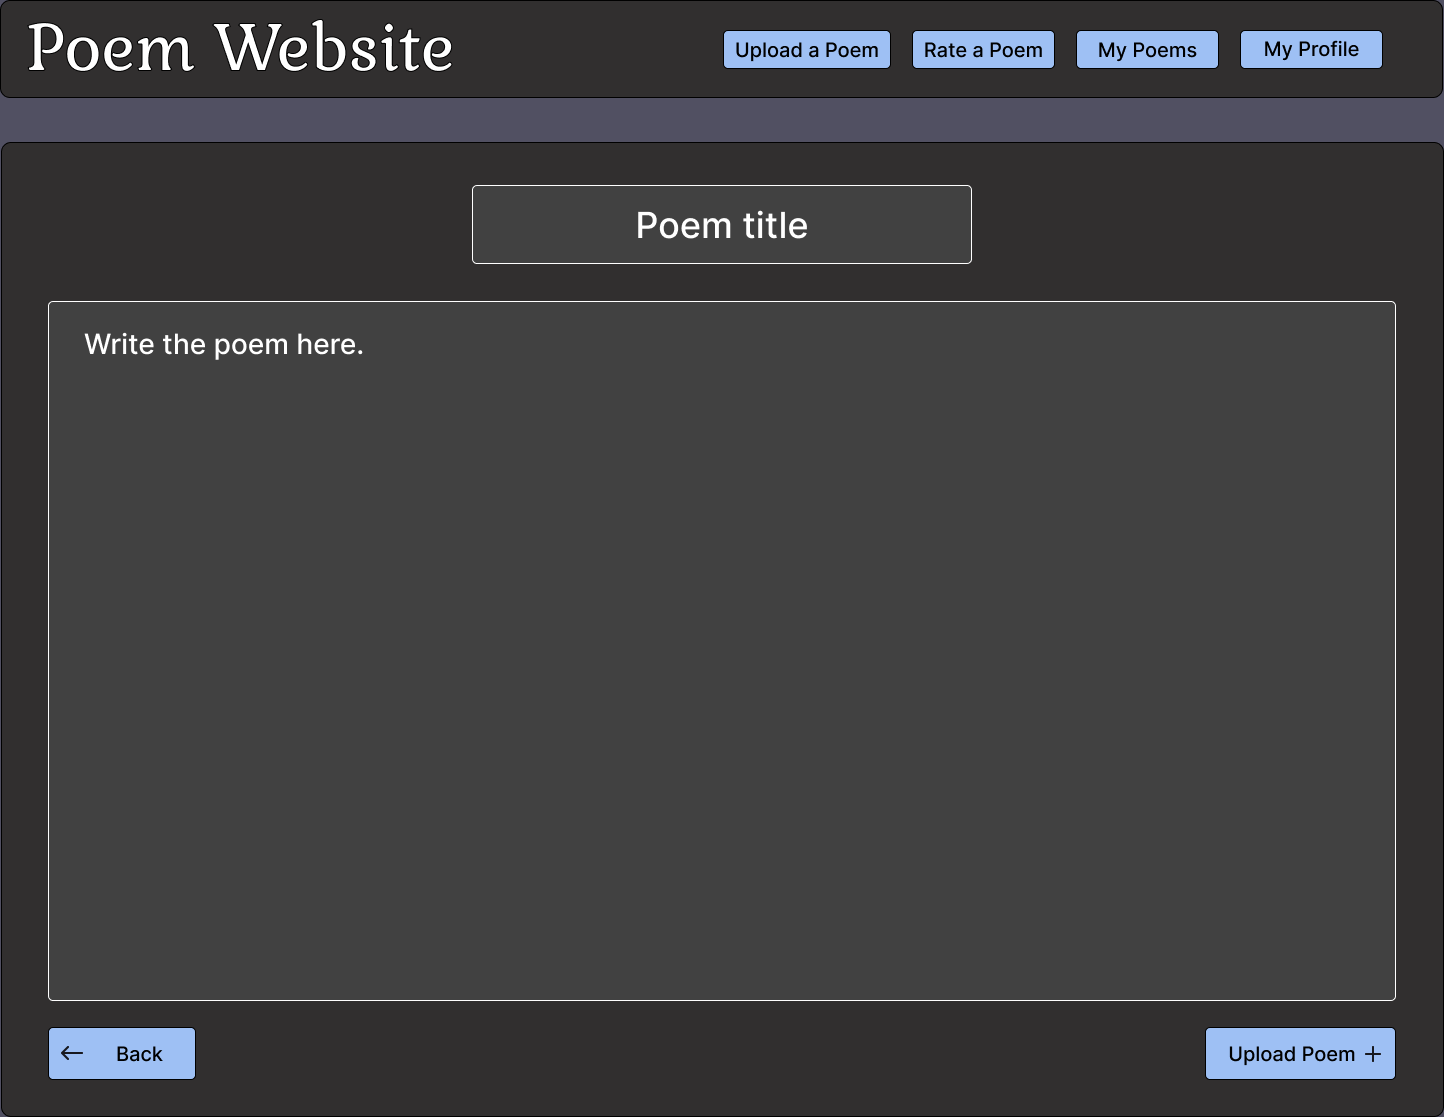 Poem Website
Upload a Poem
Rate a Poem
My Poems
My Profile
Poem title
Write the poem here.
Back
Upload Poem